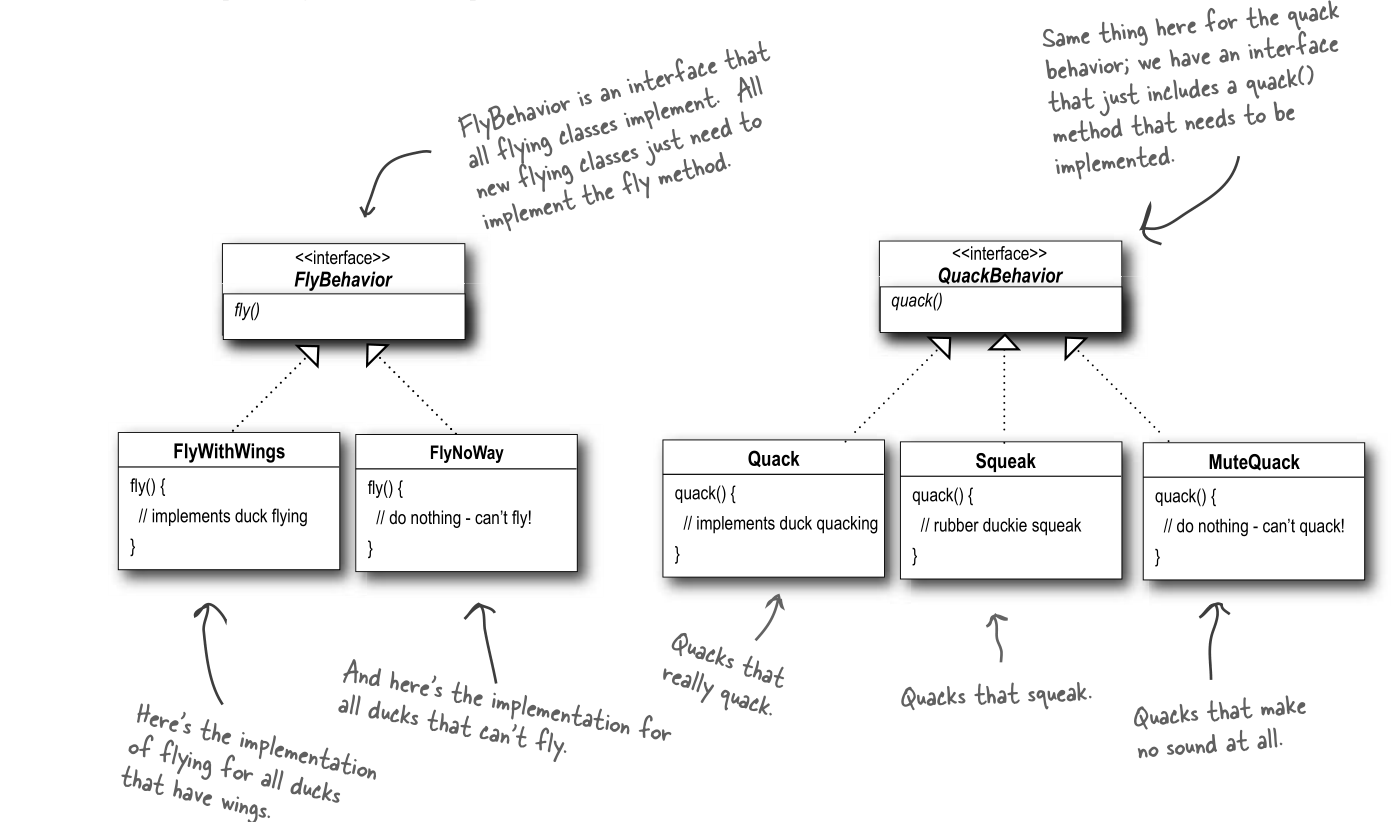 FlyBehavior is an interface that
all flying classes implement. All
new flying classes just need to
implement the fly method.
Same thing here for the quack
behavior; we have an interface
that just includes a quack()
method that needs to be
implemented.
<<interface>>
FlyBehavior
fly()
<<interface>>
QuackBehavior
quack()
FlyWithWings
fly() {
// implements duck flying
}
FlyNoWay
fly() {
// do nothing - can't fly!
}
Quack
quack() {
// implements duck quacking
}
Squeak
quack() {
// rubber duckie squeak
}
MuteQuack
quack() {
// do nothing - can't quack!
}
Here's the implementation
of flying for all ducks
that have wings.
And here's the implementation for
all ducks that can't fly.
Quacks that
really quack.
Quacks that squeak.
Quacks that make
no sound at all.